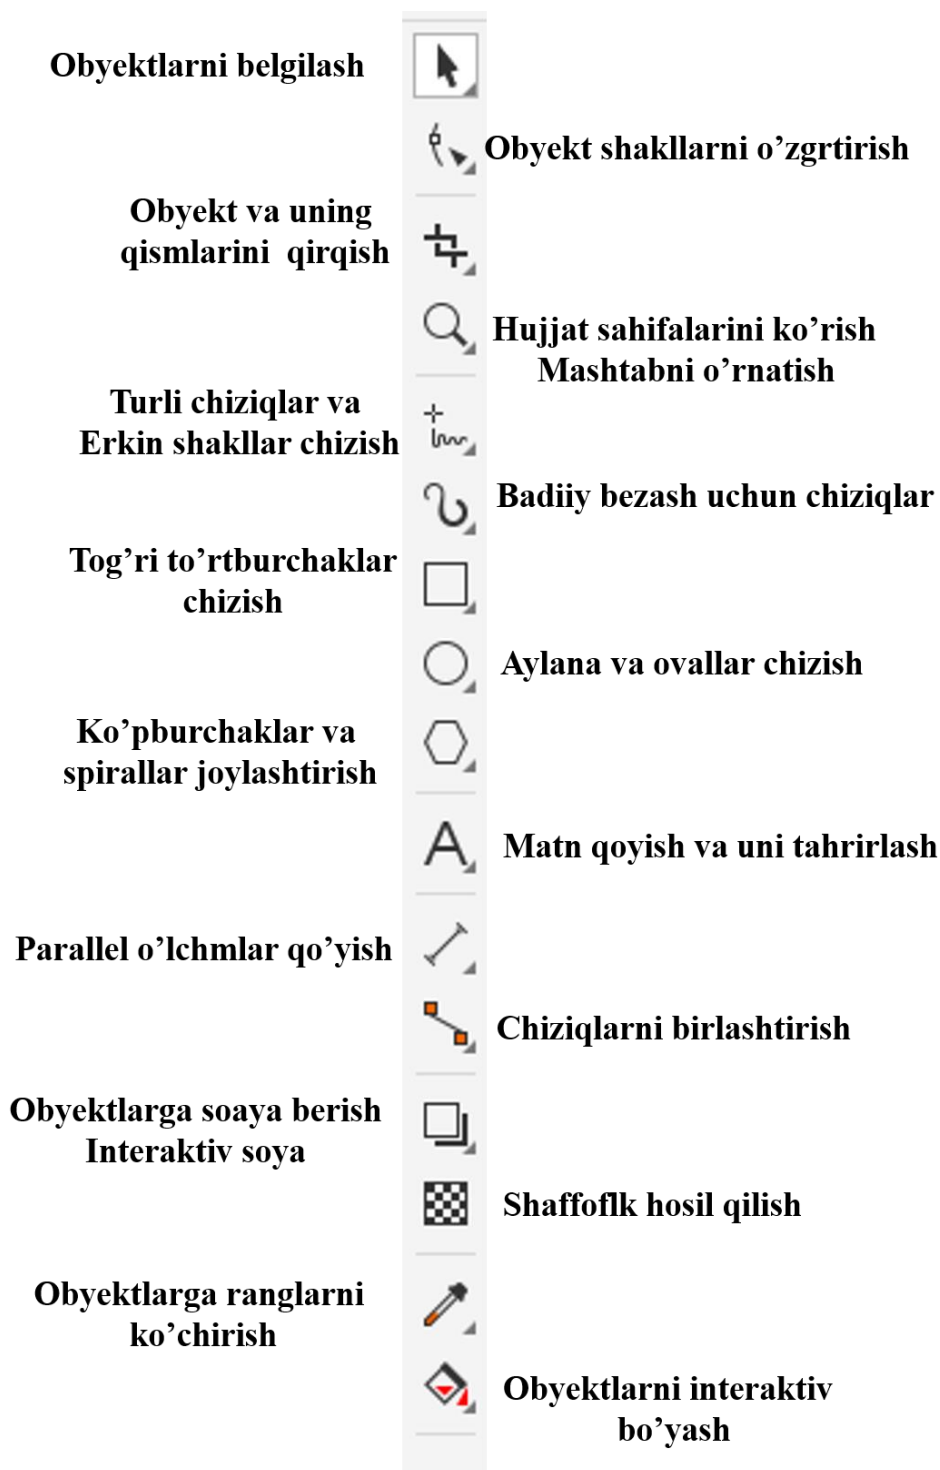 Obyektlarni belgilash
Obyekt shakllarni o’zgrtirish
Obyekt va uning
qismlarini qirqish
Hujjat sahifalarini ko’rish
Mashtabni o’rnatish
Turli chiziqlar va
Erkin shakllar chizish
Badiiy bezash uchun chiziqlar
Tog’ri to’rtburchaklar
chizish
Aylana va ovallar chizish
Ko’pburchaklar va
spirallar joylashtirish
Matn qoyish va uni tahrirlash
Parallel o’lchmlar qo’yish
Chiziqlarni birlashtirish
Obyektlarga soaya berish
Interaktiv soya
Shaffoflk hosil qilish
Obyektlarga ranglarni
ko’chirish
Obyektlarni interaktiv
bo’yash